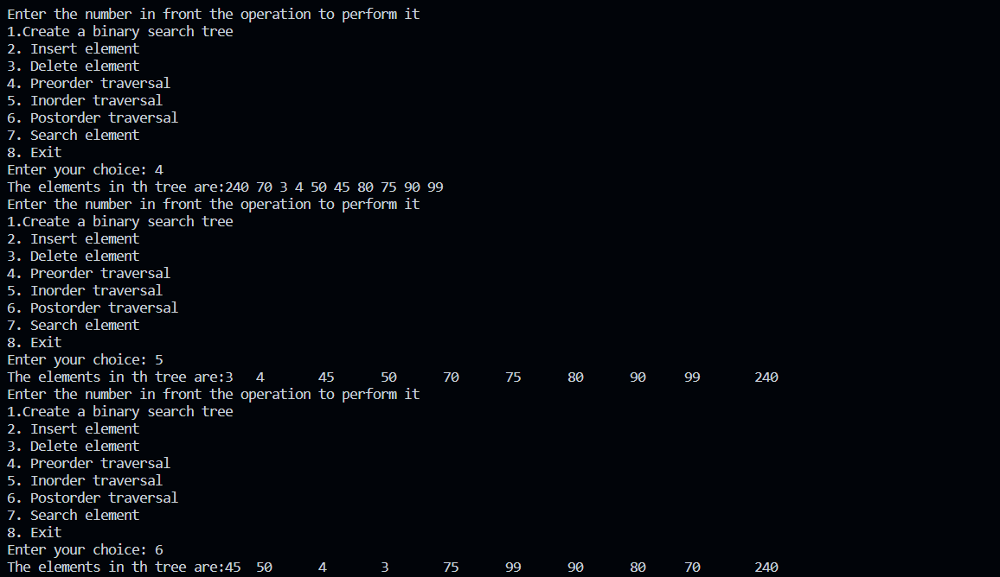 Enter the number in front the operation to perform it
1.Create a binary search tree
2. Insert element
3. Delete element
4. Preorder traversal
5. Inorder traversal
6. Postorder traversal
7. Search element
8. Exit
Enter your choice: 4
The elements in th tree are:240 70 3 4 50 45 80 75 90 99
Enter the number in front the operation to perform it
1.Create a binary search tree
2. Insert element
3. Delete element
4. Preorder traversal
5. Inorder traversal
6. Postorder traversal
7. Search element
8. Exit
Enter your choice: 5
The elements in th tree are:3 4 45 50 70 75 80 90 99 240
Enter the number in front the operation to perform it
1.Create a binary search tree
2. Insert element
3. Delete element
4. Preorder traversal
5. Inorder traversal
6. Postorder traversal
7. Search element
8. Exit
Enter your choice: 6
The elements in th tree are:45 50 4 3 75 99 90 80 70 240